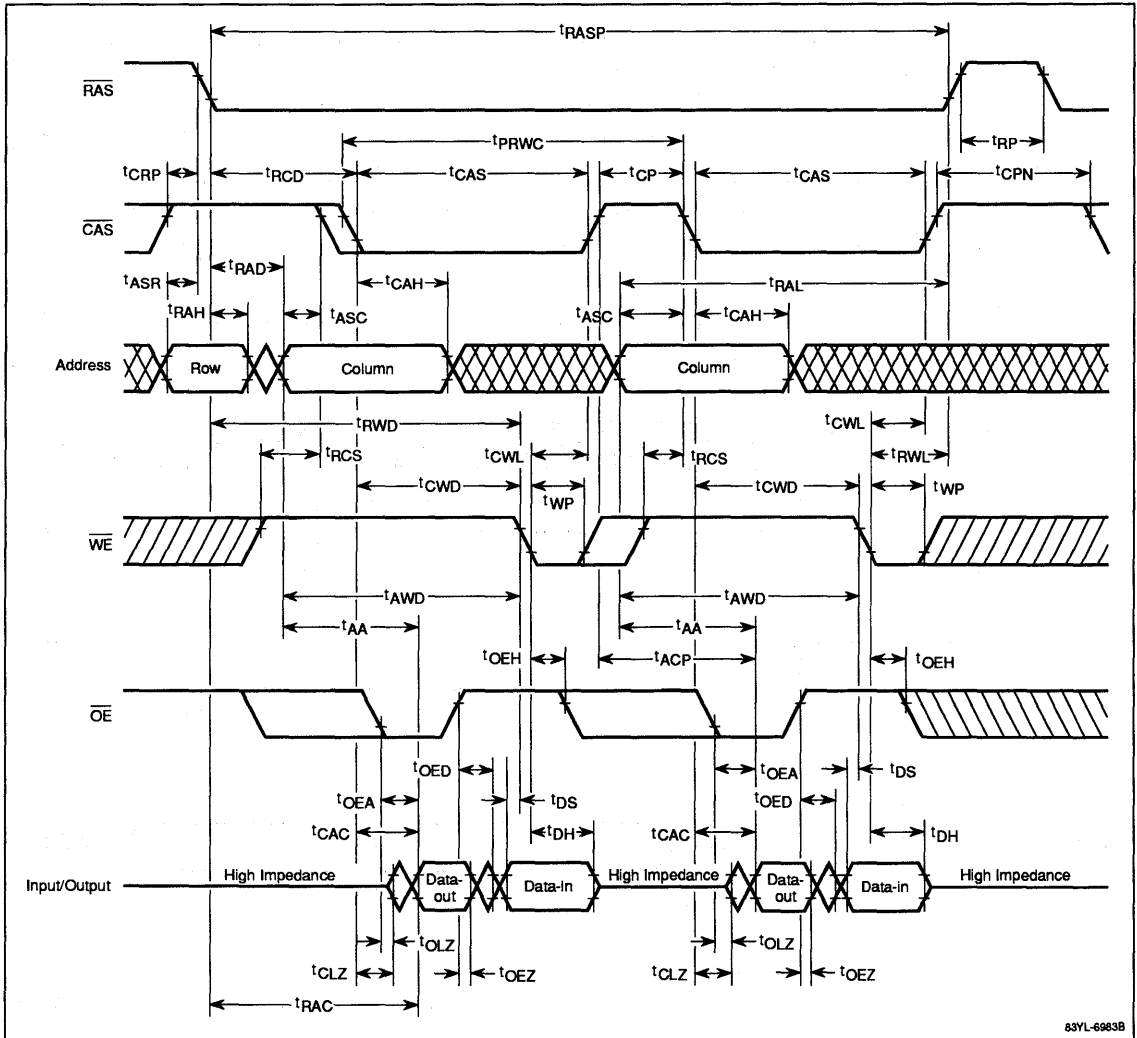 tRASP
RAS
tPRWC
tRP
tCRP
tRCD
tCAS
tCP
tCAS
tCPN
CAS
tRAD
tASR
tCAH
tRAL
tRAH
tASC
tASC
tCAH
Address
Row
Column
Column
tRWD
tCWL
tRCS
tCWL
tRCS
tRWL
tCWD
tWP
tCWD
tWP
WE
tAWD
tAWD
tAA
tAA
tOEH
tACP
tOEH
OE
tOED
tOEA
tDS
tOEA
tDS
tOED
tCAC
tDH
tCAC
tDH
Input/Output
High Impedance
Data-out
Data-in
High Impedance
Data-out
Data-in
High Impedance
tOLZ
tOLZ
tCLZ
tOEZ
tCLZ
tOEZ
tRAC
83YL-6983B